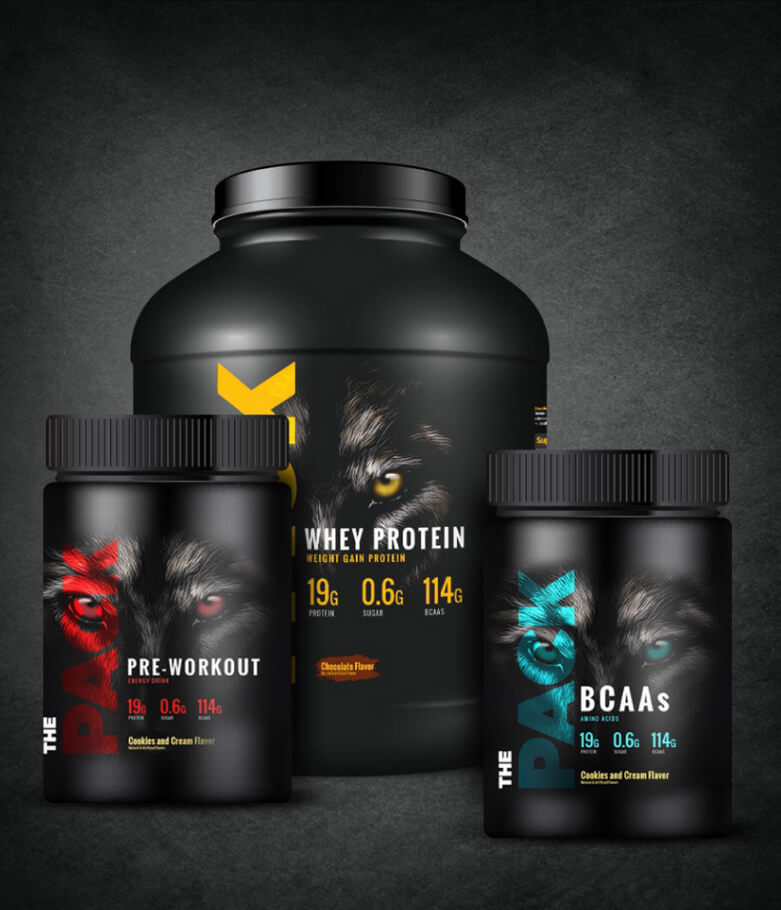 THE PACK
PRE-WORKOUT
ENERGY DRINK
19G 0.6G 114G
PROTEIN SUGAR BCAAS
Cookies and Cream Flavor
WHEY PROTEIN
WEIGHT GAIN PROTEIN
19G 0.6G 114G
PROTEIN SUGAR BCAAS
Chocolate Flavor
THE PACK
BCAAs
AMINO ACIDS
19G 0.6G 114G
PROTEIN SUGAR BCAAS
Cookies and Cream Flavor